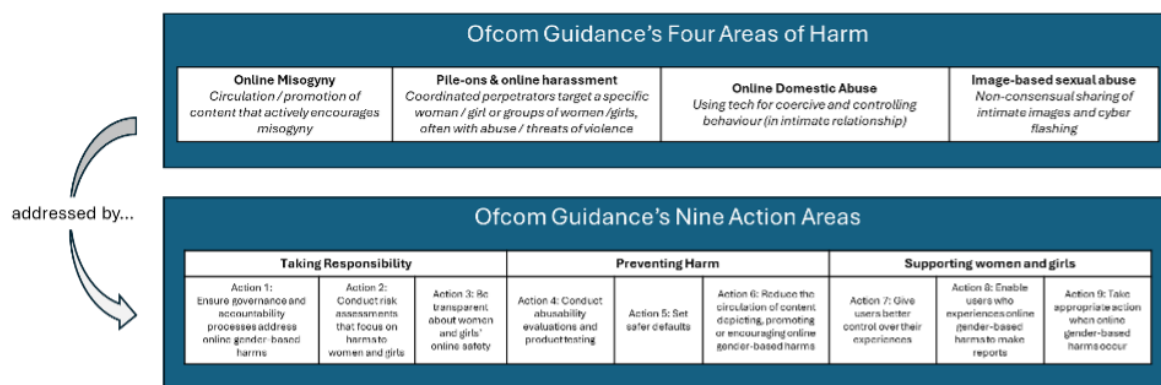 Ofcom Guidance's Four Areas of Harm
Online Misogyny
Circulation / promotion of
content that actively encourages
misogyny
Pile-ons & online harassment
Coordinated perpetrators target a specific
woman / girl or groups of women /girls,
often with abuse / threats of violence
Online Domestic Abuse
Using tech for coercive and controlling
behaviour (in intimate relationship)
Image-based sexual abuse
Non-consensual sharing of
intimate images and cyber
flashing
addressed by...
Ofcom Guidance's Nine Action Areas
Taking Responsibility
Preventing Harm
Supporting women and girls
Action 1:
Ensure governance and
accountability
processes address
online gender-based
harms
Action 2:
Conduct risk
assessments
that focus on
harms to
women and girls
Action 3: Be
transparent
about women
and girls'
online safety
Action 4: Conduct
abusability
evaluations and
product testing
Action 5: Set
safer defaults
Action 6: Reduce the
circulation of content
depicting, promoting
or encouraging online
gender-based harms
Action 7: Give
users better
control over their
experiences
Action 8: Enable
users who
experiences online
gender-based
harms to make
reports
Action 9: Take
appropriate action
when online
gender-based
harms occur